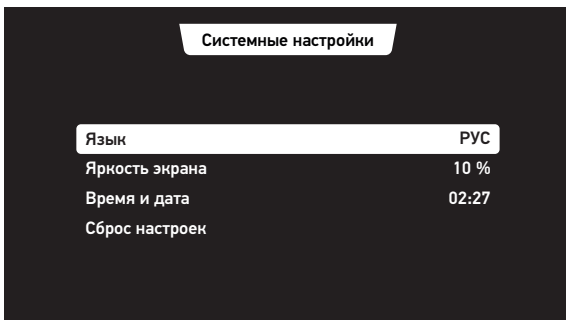 Системные настройки
Язык РУС
Яркость экрана 10 %
Время и дата 02:27
Сброс настроек